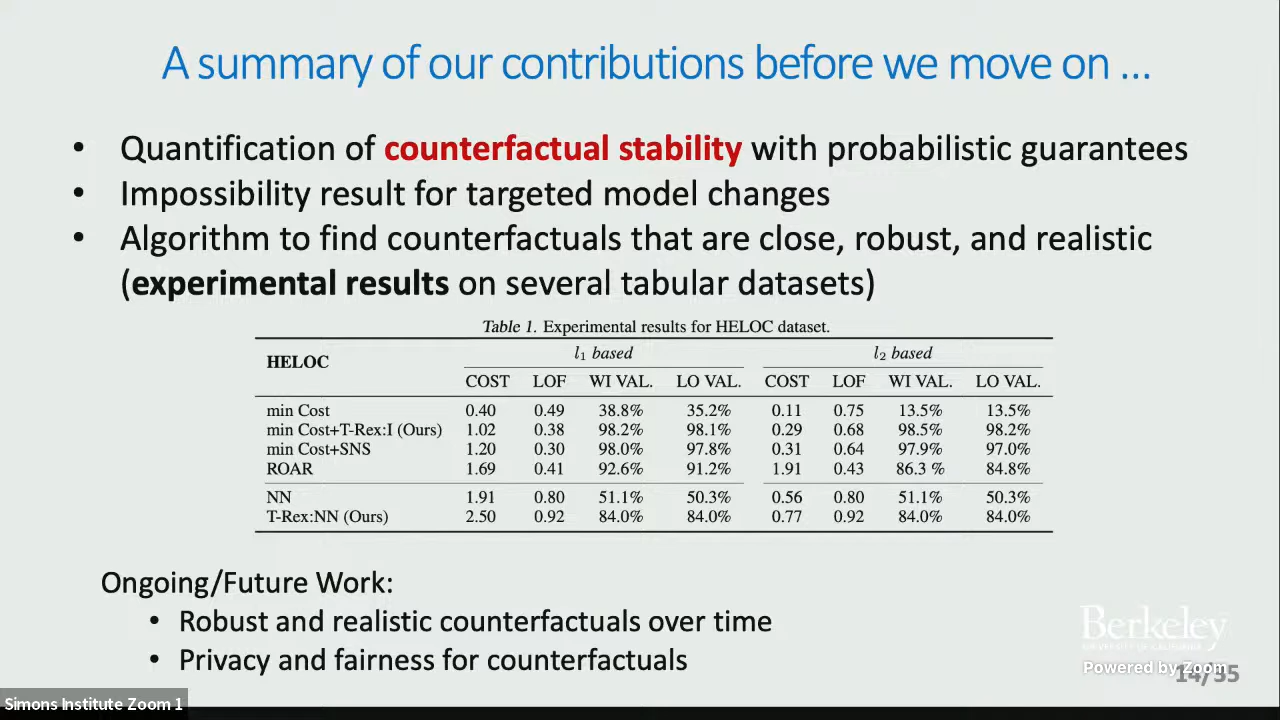 A summary of our contributions before we move on ...
• Quantification of counterfactual stability with probabilistic guarantees
• Impossibility result for targeted model changes
• Algorithm to find counterfactuals that are close, robust, and realistic
(experimental results on several tabular datasets)
Table 1. Experimental results for HELOC dataset.
HELOC l₁ based l₂ based
COST LOF WI VAL. LO VAL. COST LOF WI VAL. LO VAL.
min Cost 0.40 0.49 38.8% 35.2% 0.11 0.75 13.5% 13.5%
min Cost+T-Rex:I (Ours) 1.02 0.38 98.2% 98.1% 0.29 0.68 98.5% 98.2%
min Cost+SNS 1.20 0.30 98.0% 97.8% 0.31 0.64 97.9% 97.0%
ROAR 1.69 0.41 92.6% 91.2% 1.91 0.43 86.3 % 84.8%
NN 1.91 0.80 51.1% 50.3% 0.56 0.80 51.1% 50.3%
T-Rex:NN (Ours) 2.50 0.92 84.0% 84.0% 0.77 0.92 84.0% 84.0%
Ongoing/Future Work:
• Robust and realistic counterfactuals over time
• Privacy and fairness for counterfactuals
Berkeley
UNIVERSITY OF CALIFORNIA
Powered by Zoom
14/35
Simons Institute Zoom 1